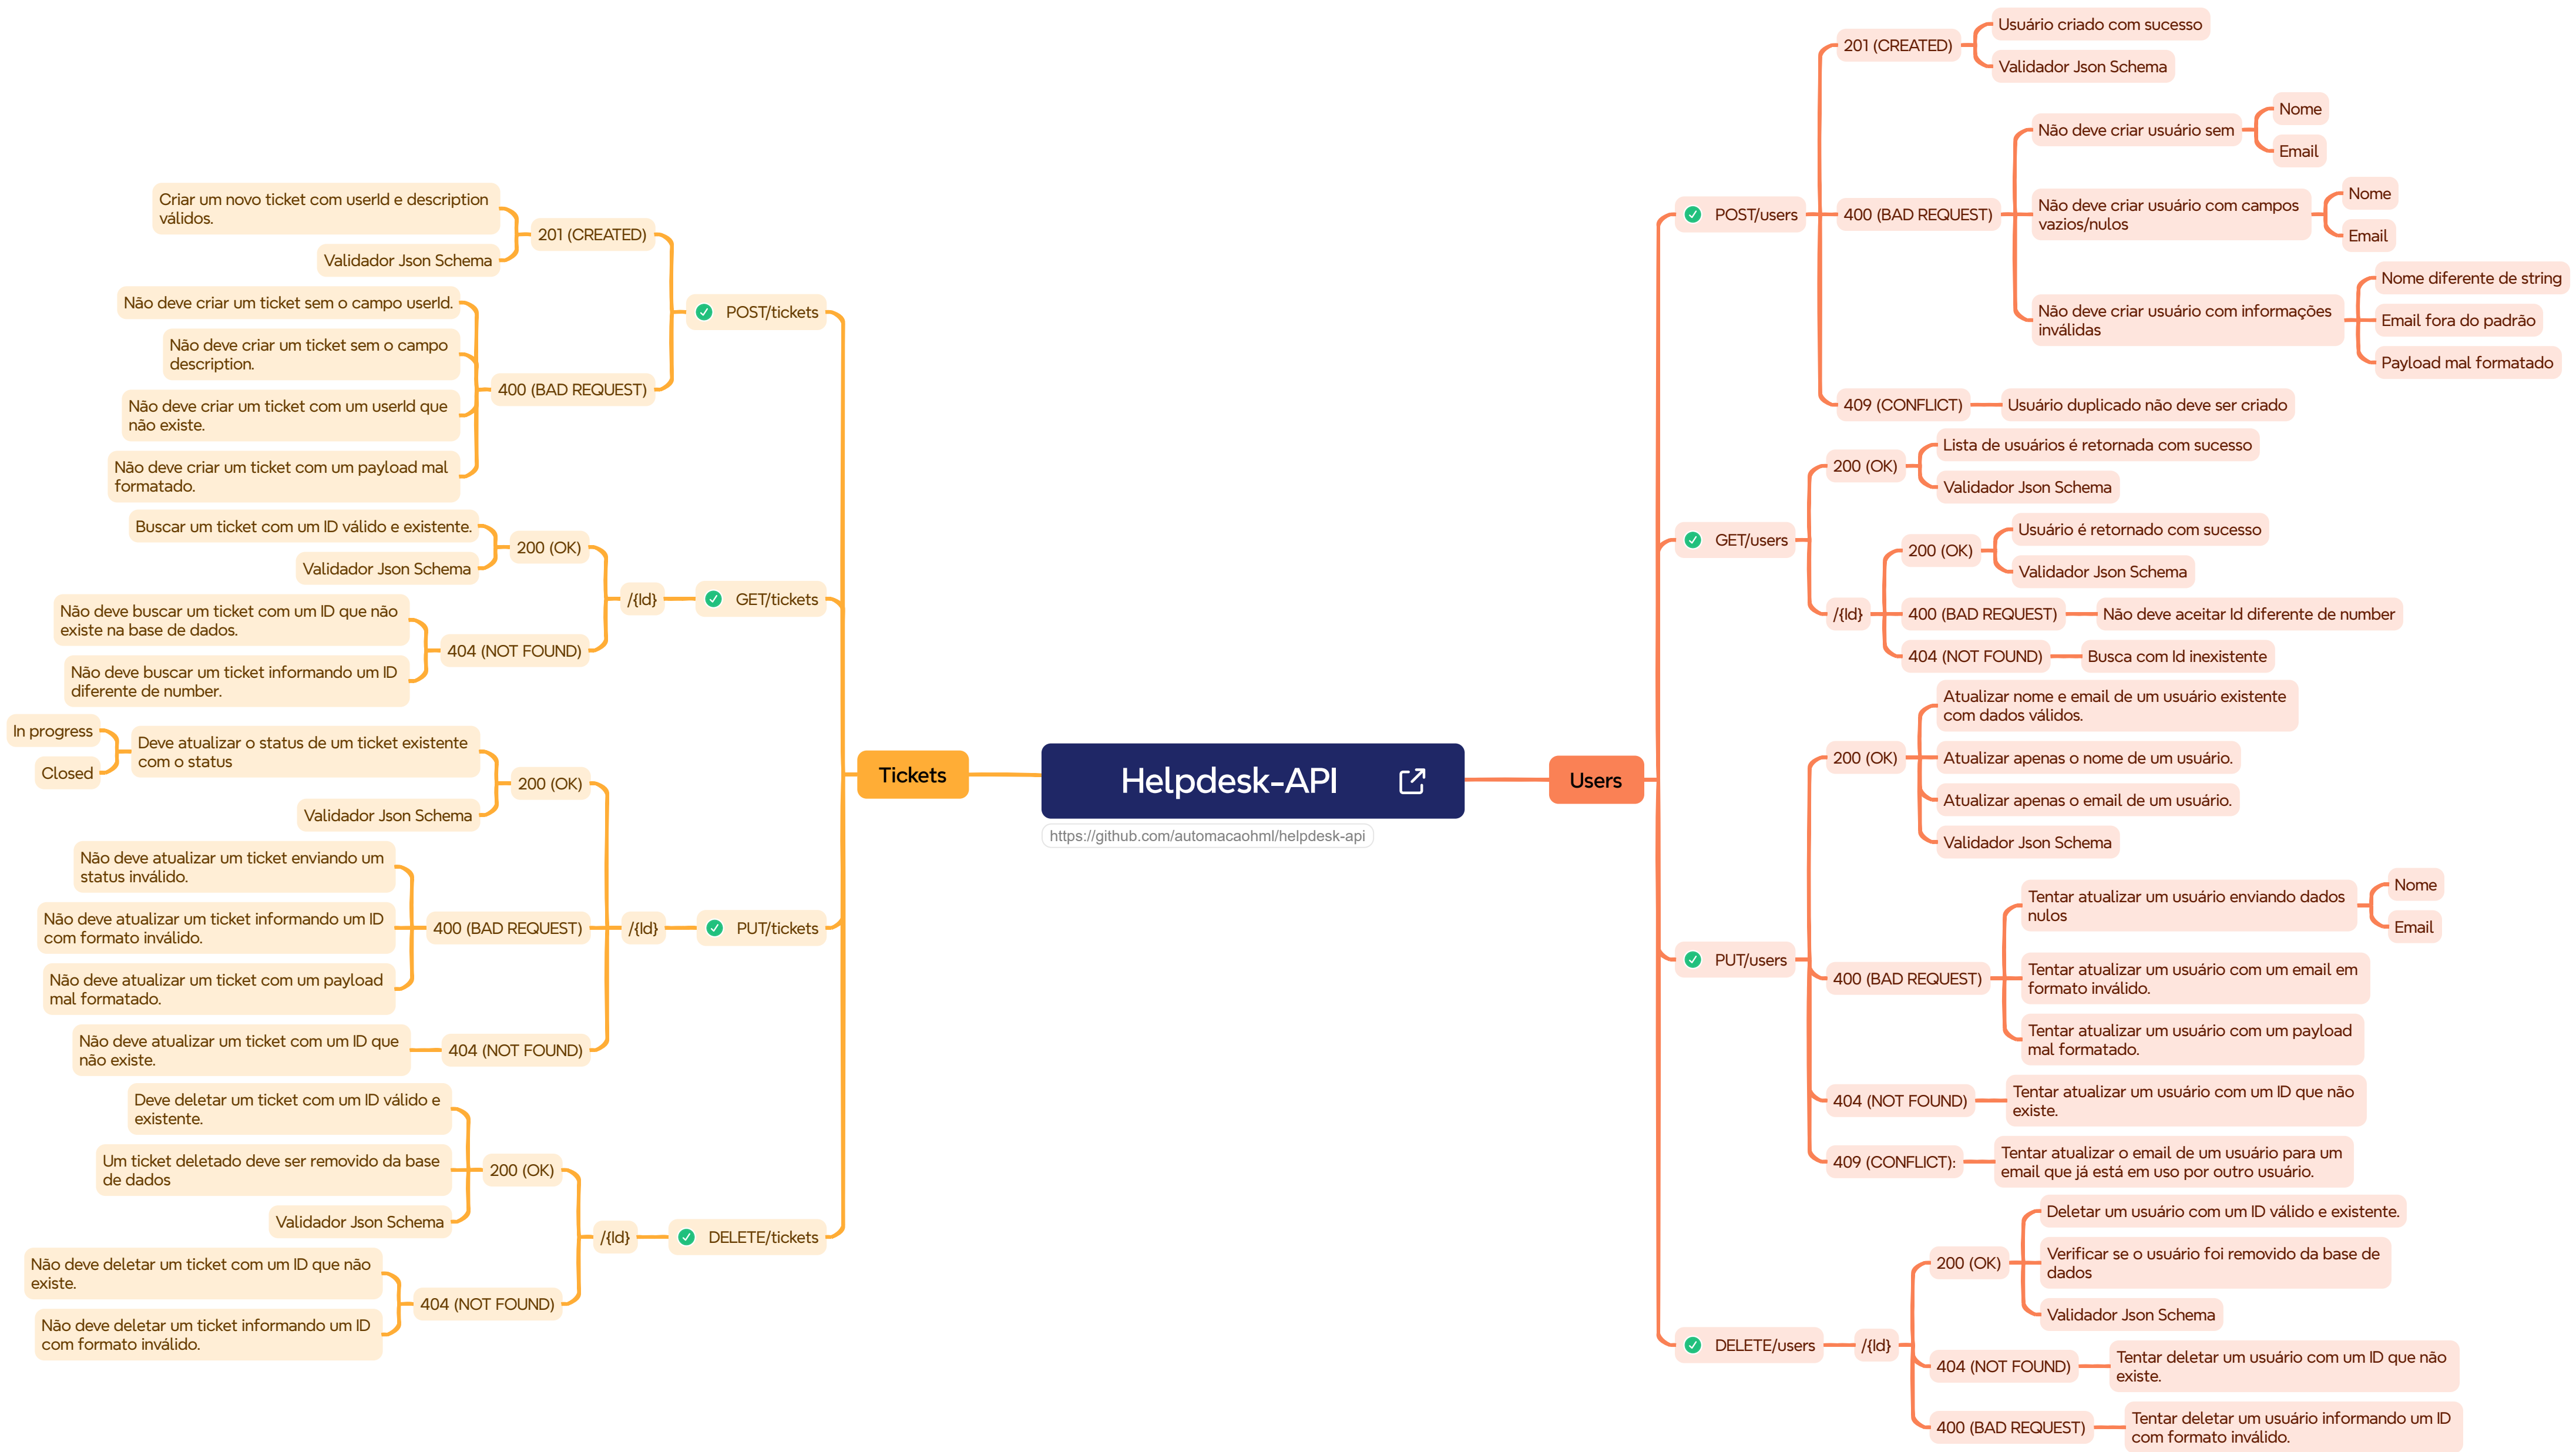 Helpdesk-API
https://github.com/automacaohml/helpdesk-api
Tickets
POST/tickets
201 (CREATED)
Criar um novo ticket com userId e description
válidos.
Validador Json Schema
400 (BAD REQUEST)
Não deve criar um ticket sem o campo userId.
Não deve criar um ticket sem o campo
description.
Não deve criar um ticket com um userId que
não existe.
Não deve criar um ticket com um payload mal
formatado.
GET/tickets
/{Id}
200 (OK)
Buscar um ticket com um ID válido e existente.
Validador Json Schema
404 (NOT FOUND)
Não deve buscar um ticket com um ID que não
existe na base de dados.
Não deve buscar um ticket informando um ID
diferente de number.
PUT/tickets
/{Id}
200 (OK)
Deve atualizar o status de um ticket existente
com o status
In progress
Closed
Validador Json Schema
400 (BAD REQUEST)
Não deve atualizar um ticket enviando um
status inválido.
Não deve atualizar um ticket informando um ID
com formato inválido.
Não deve atualizar um ticket com um payload
mal formatado.
404 (NOT FOUND)
Não deve atualizar um ticket com um ID que
não existe.
DELETE/tickets
/{Id}
200 (OK)
Deve deletar um ticket com um ID válido e
existente.
Um ticket deletado deve ser removido da base
de dados
Validador Json Schema
404 (NOT FOUND)
Não deve deletar um ticket com um ID que não
existe.
Não deve deletar um ticket informando um ID
com formato inválido.
Users
POST/users
201 (CREATED)
Usuário criado com sucesso
Validador Json Schema
400 (BAD REQUEST)
Não deve criar usuário sem
Nome
Email
Não deve criar usuário com campos
vazios/nulos
Nome
Email
Não deve criar usuário com informações
inválidas
Nome diferente de string
Email fora do padrão
Payload mal formatado
409 (CONFLICT)
Usuário duplicado não deve ser criado
GET/users
200 (OK)
Lista de usuários é retornada com sucesso
Validador Json Schema
/{Id}
200 (OK)
Usuário é retornado com sucesso
Validador Json Schema
400 (BAD REQUEST)
Não deve aceitar Id diferente de number
404 (NOT FOUND)
Busca com Id inexistente
PUT/users
200 (OK)
Atualizar nome e email de um usuário existente
com dados válidos.
Atualizar apenas o nome de um usuário.
Atualizar apenas o email de um usuário.
Validador Json Schema
400 (BAD REQUEST)
Tentar atualizar um usuário enviando dados
nulos
Nome
Email
Tentar atualizar um usuário com um email em
formato inválido.
Tentar atualizar um usuário com um payload
mal formatado.
404 (NOT FOUND)
Tentar atualizar um usuário com um ID que não
existe.
409 (CONFLICT):
Tentar atualizar o email de um usuário para um
email que já está em uso por outro usuário.
DELETE/users
/{Id}
200 (OK)
Deletar um usuário com um ID válido e existente.
Verificar se o usuário foi removido da base de
dados
Validador Json Schema
404 (NOT FOUND)
Tentar deletar um usuário com um ID que não
existe.
400 (BAD REQUEST)
Tentar deletar um usuário informando um ID
com formato inválido.